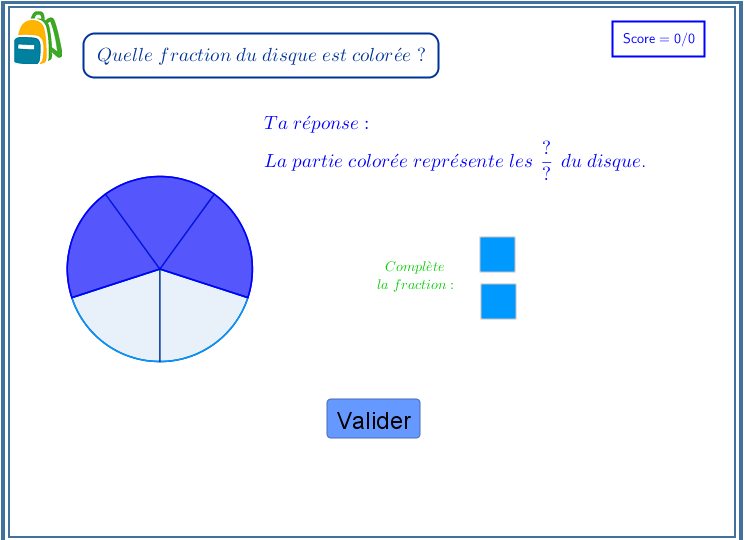 Quelle fraction du disque est colorée ?
Score = 0/0
Ta réponse :
La partie colorée représente les ?/? du disque.
Complète
la fraction :
Valider